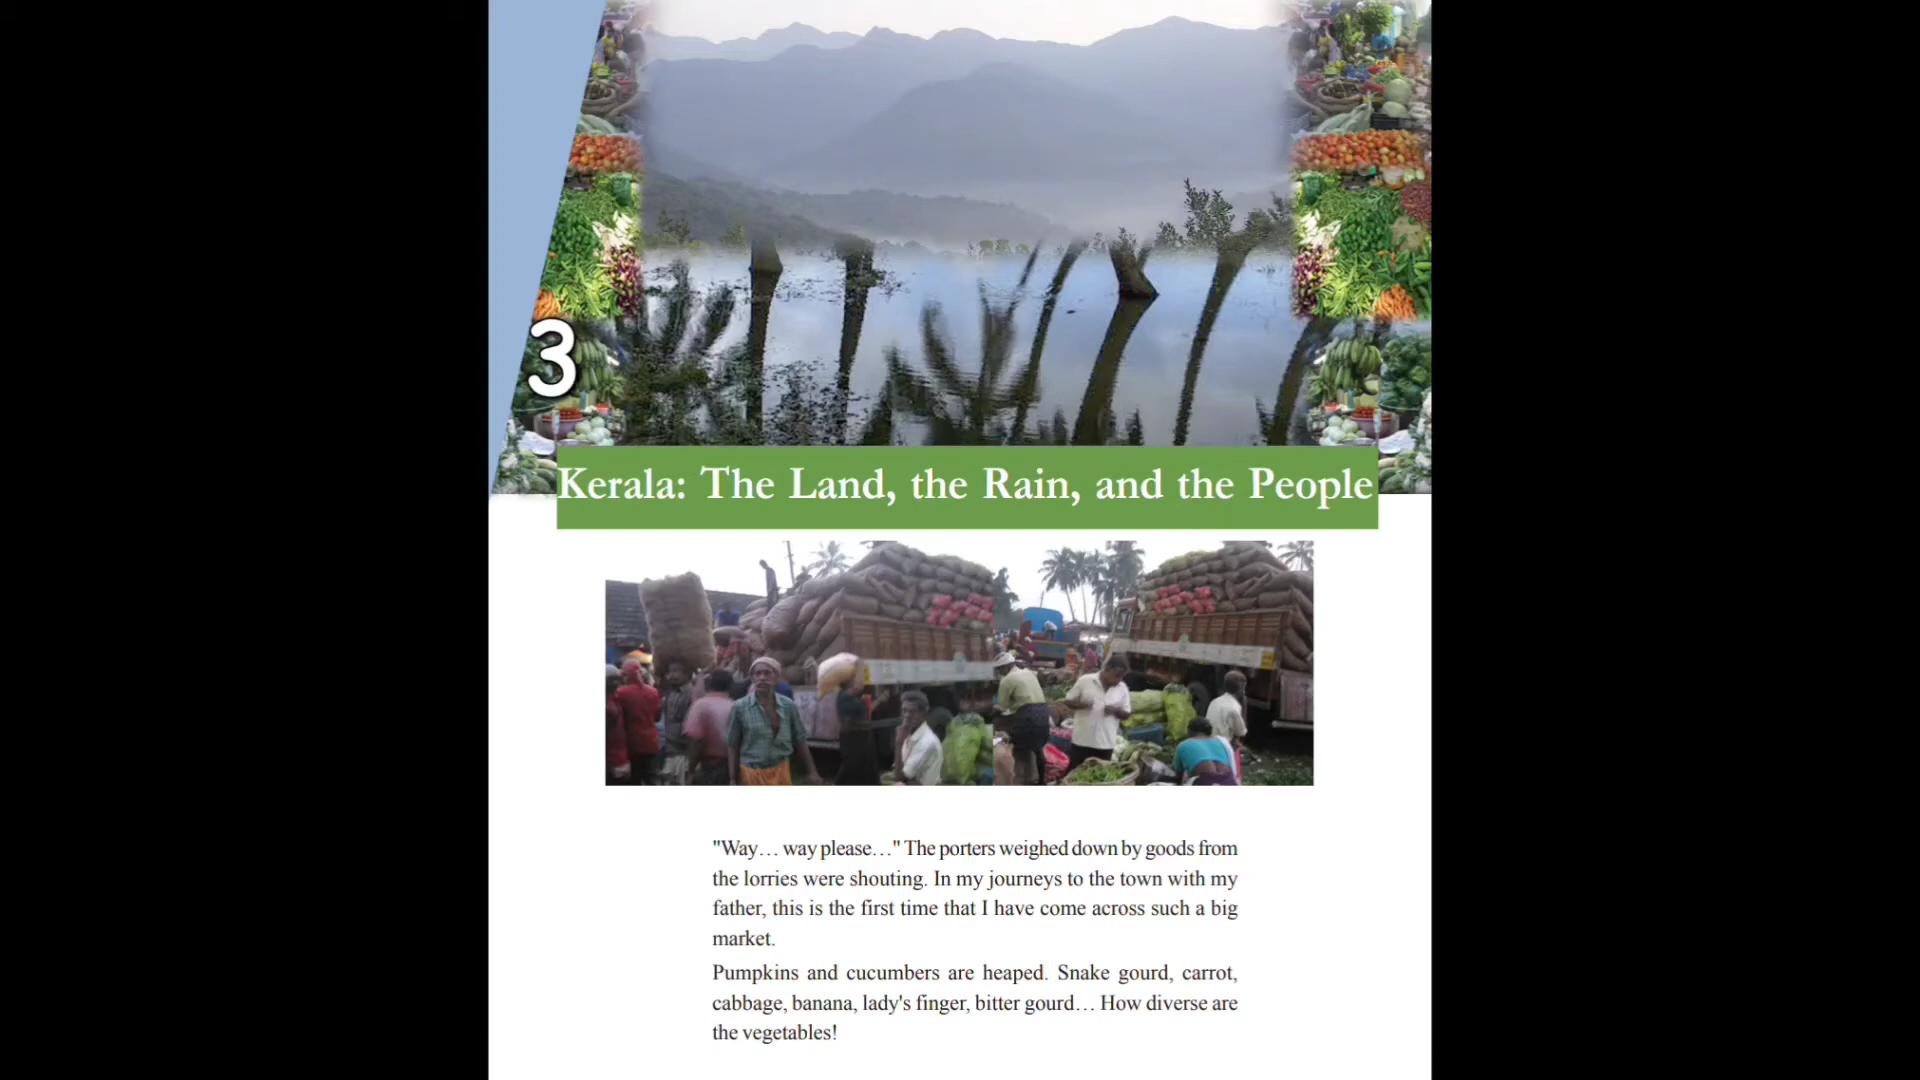 3
Kerala: The Land, the Rain, and the People
"Way… way please…" The porters weighed down by goods from
the lorries were shouting. In my journeys to the town with my
father, this is the first time that I have come across such a big
market.
Pumpkins and cucumbers are heaped. Snake gourd, carrot,
cabbage, banana, lady's finger, bitter gourd… How diverse are
the vegetables!